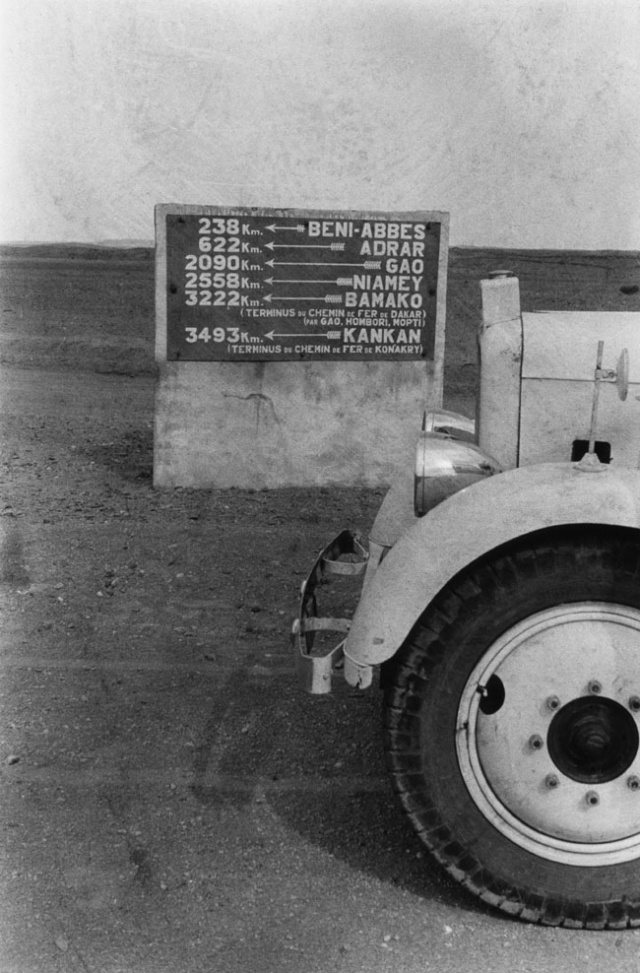 238 Km. BENI-ABBES
622 Km. ADRAR
2090 Km. GAO
2558 Km. NIAMEY
3222 Km. BAMAKO
(TERMINUS DU CHEMIN DE FER DE DAKAR)
(PAR GAO, HOMBORI, MOPTI)
3493 Km. KANKAN
(TERMINUS DU CHEMIN DE FER DE KONAKRY)